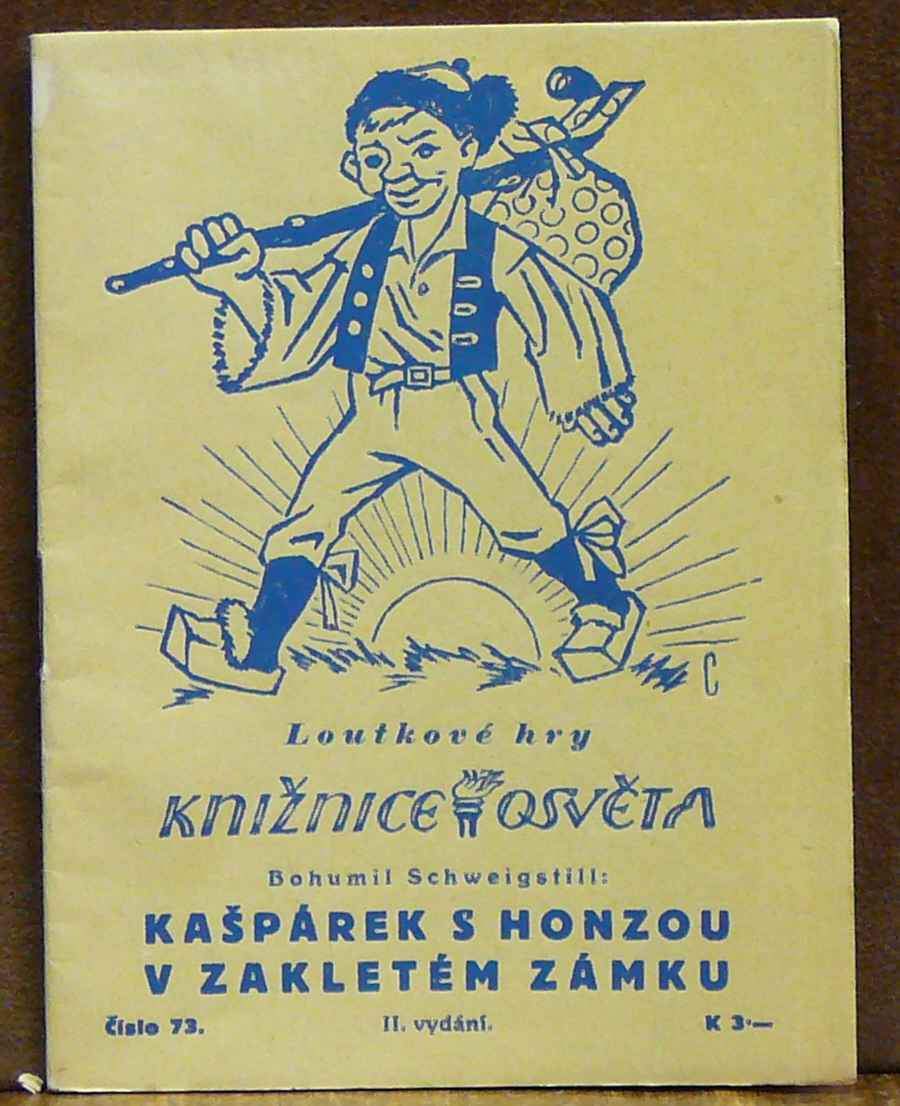 C
Loutkové hry
KNIŽNICE OSVĚTA
Bohumil Schweigstill:
KAŠPÁREK S HONZOU
V ZAKLETÉM ZÁMKU
Číslo 73. II. vydání. K 3·—